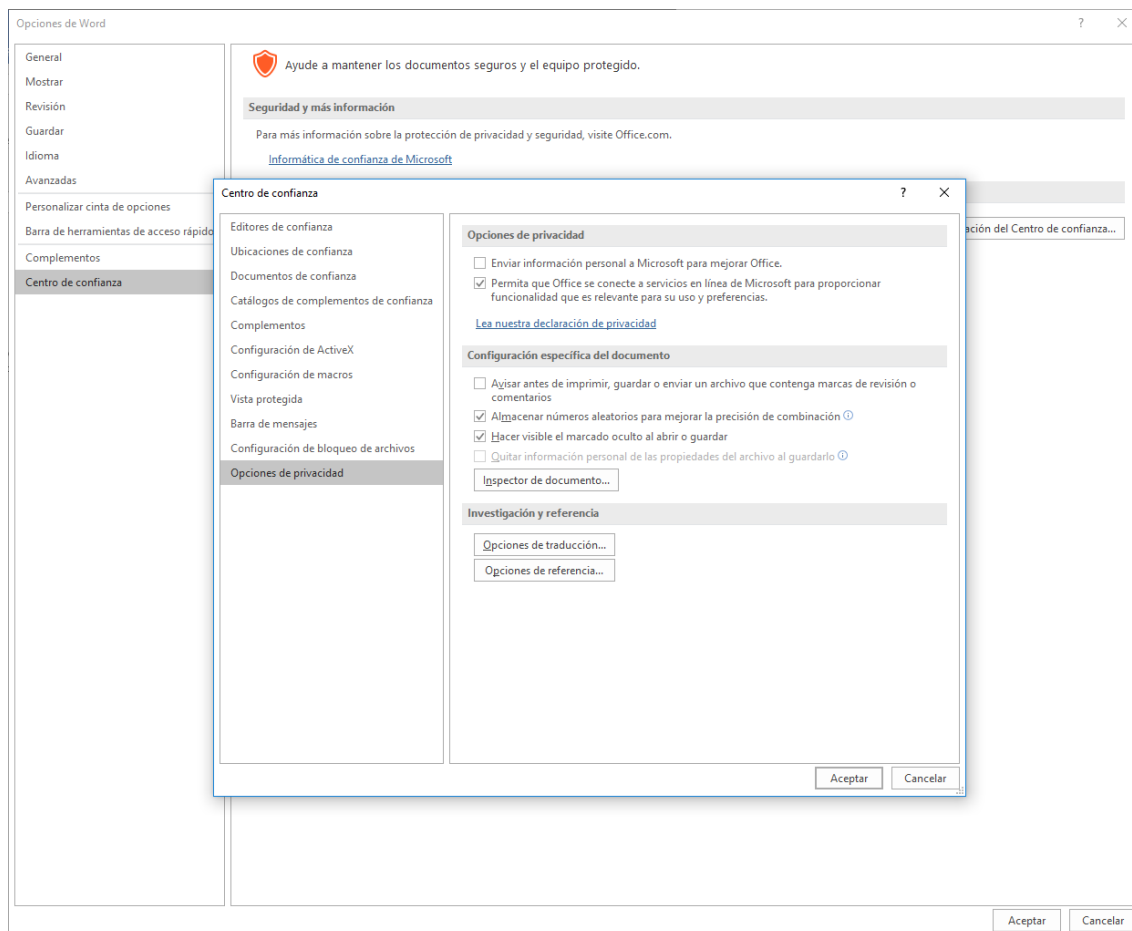 Opciones de Word
?
General
Mostrar
Revisión
Guardar
Idioma
Avanzadas
Personalizar cinta de opciones
Barra de herramientas de acceso rápido
Complementos
Centro de confianza
Ayude a mantener los documentos seguros y el equipo protegido.
Seguridad y más información
Para más información sobre la protección de privacidad y seguridad, visite Office.com.
Informática de confianza de Microsoft
ación del Centro de confianza...
Centro de confianza
?
Editores de confianza
Ubicaciones de confianza
Documentos de confianza
Catálogos de complementos de confianza
Complementos
Configuración de ActiveX
Configuración de macros
Vista protegida
Barra de mensajes
Configuración de bloqueo de archivos
Opciones de privacidad
Opciones de privacidad
Enviar información personal a Microsoft para mejorar Office.
Permita que Office se conecte a servicios en línea de Microsoft para proporcionar
funcionalidad que es relevante para su uso y preferencias.
Lea nuestra declaración de privacidad
Configuración específica del documento
Avisar antes de imprimir, guardar o enviar un archivo que contenga marcas de revisión o
comentarios
Almacenar números aleatorios para mejorar la precisión de combinación
Hacer visible el marcado oculto al abrir o guardar
Quitar información personal de las propiedades del archivo al guardarlo
Inspector de documento...
Investigación y referencia
Opciones de traducción...
Opciones de referencia...
Aceptar
Cancelar
Aceptar
Cancelar